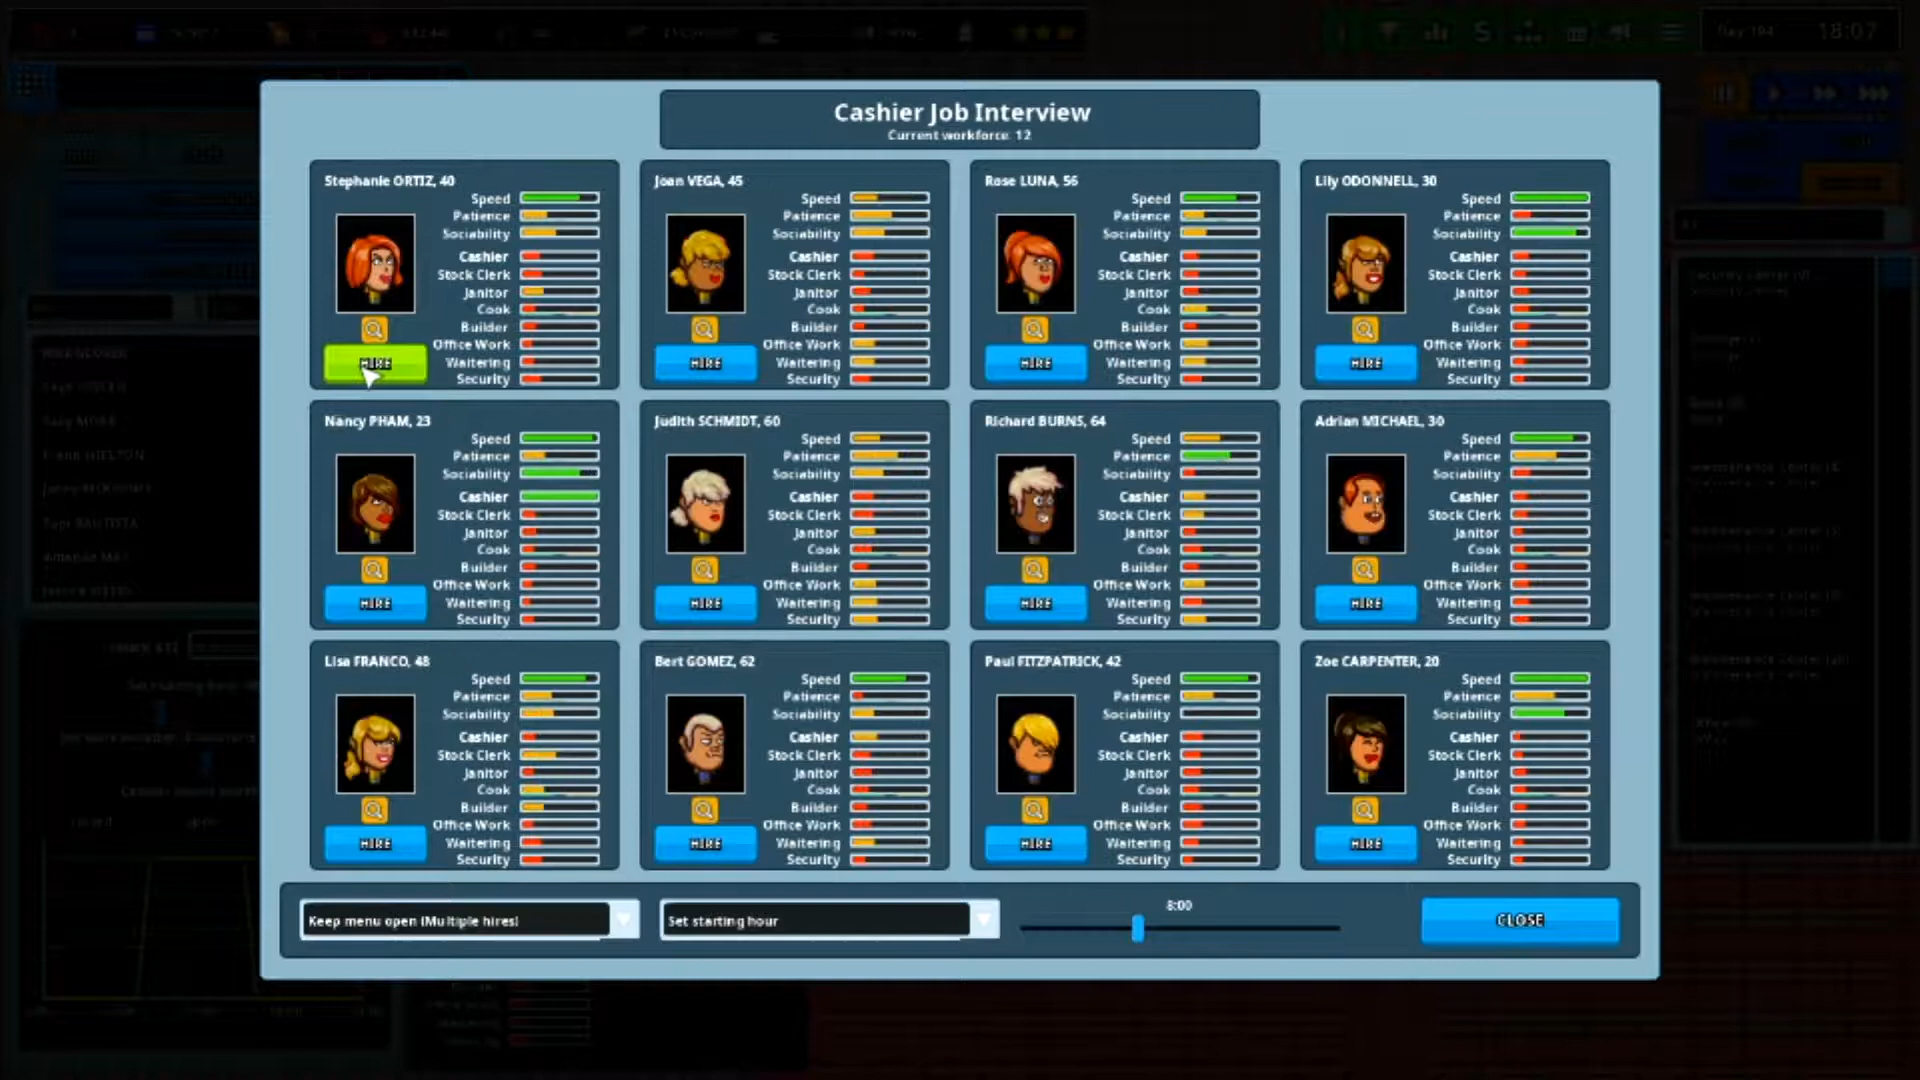 Day 194
18:07
Cashier Job Interview
Current workforce: 12
Stephanie ORTIZ, 40
Speed
Patience
Sociability
Cashier
Stock Clerk
Janitor
Cook
Builder
Office Work
Waitering
Security
HIRE
Joan VEGA, 45
Speed
Patience
Sociability
Cashier
Stock Clerk
Janitor
Cook
Builder
Office Work
Waitering
Security
HIRE
Rose LUNA, 56
Speed
Patience
Sociability
Cashier
Stock Clerk
Janitor
Cook
Builder
Office Work
Waitering
Security
HIRE
Lily ODONNELL, 30
Speed
Patience
Sociability
Cashier
Stock Clerk
Janitor
Cook
Builder
Office Work
Waitering
Security
HIRE
Nancy PHAM, 23
Speed
Patience
Sociability
Cashier
Stock Clerk
Janitor
Cook
Builder
Office Work
Waitering
Security
HIRE
Judith SCHMIDT, 60
Speed
Patience
Sociability
Cashier
Stock Clerk
Janitor
Cook
Builder
Office Work
Waitering
Security
HIRE
Richard BURNS, 64
Speed
Patience
Sociability
Cashier
Stock Clerk
Janitor
Cook
Builder
Office Work
Waitering
Security
HIRE
Adrian MICHAEL, 30
Speed
Patience
Sociability
Cashier
Stock Clerk
Janitor
Cook
Builder
Office Work
Waitering
Security
HIRE
Lisa FRANCO, 48
Speed
Patience
Sociability
Cashier
Stock Clerk
Janitor
Cook
Builder
Office Work
Waitering
Security
HIRE
Bert GOMEZ, 62
Speed
Patience
Sociability
Cashier
Stock Clerk
Janitor
Cook
Builder
Office Work
Waitering
Security
HIRE
Paul FITZPATRICK, 42
Speed
Patience
Sociability
Cashier
Stock Clerk
Janitor
Cook
Builder
Office Work
Waitering
Security
HIRE
Zoe CARPENTER, 20
Speed
Patience
Sociability
Cashier
Stock Clerk
Janitor
Cook
Builder
Office Work
Waitering
Security
HIRE
Keep menu open (Multiple hires)
Set starting hour
8:00
CLOSE